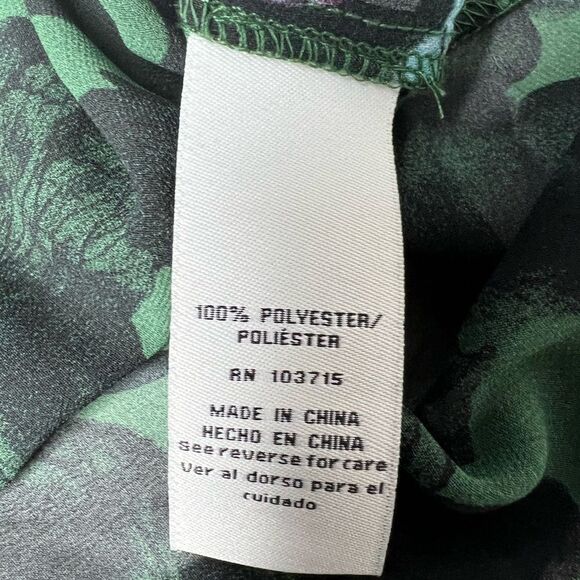 100% POLYESTER/
POLIÉSTER
RN 103715
MADE IN CHINA
HECHO EN CHINA
See reverse for care
Ver al dorso para el
cuidado